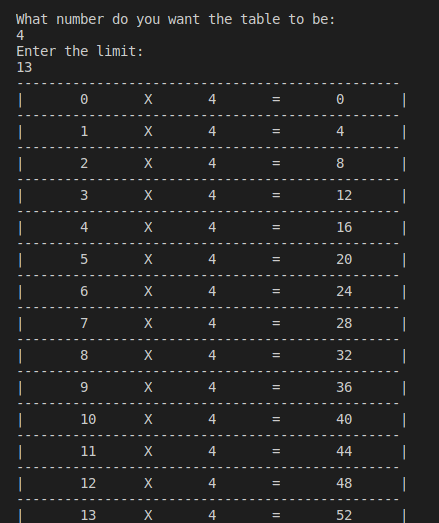 What number do you want the table to be:
4
Enter the limit:
13
------------------------------------------------
|       0       X       4       =       0       |
------------------------------------------------
|       1       X       4       =       4       |
------------------------------------------------
|       2       X       4       =       8       |
------------------------------------------------
|       3       X       4       =       12      |
------------------------------------------------
|       4       X       4       =       16      |
------------------------------------------------
|       5       X       4       =       20      |
------------------------------------------------
|       6       X       4       =       24      |
------------------------------------------------
|       7       X       4       =       28      |
------------------------------------------------
|       8       X       4       =       32      |
------------------------------------------------
|       9       X       4       =       36      |
------------------------------------------------
|       10      X       4       =       40      |
------------------------------------------------
|       11      X       4       =       44      |
------------------------------------------------
|       12      X       4       =       48      |
------------------------------------------------
|       13      X       4       =       52      |